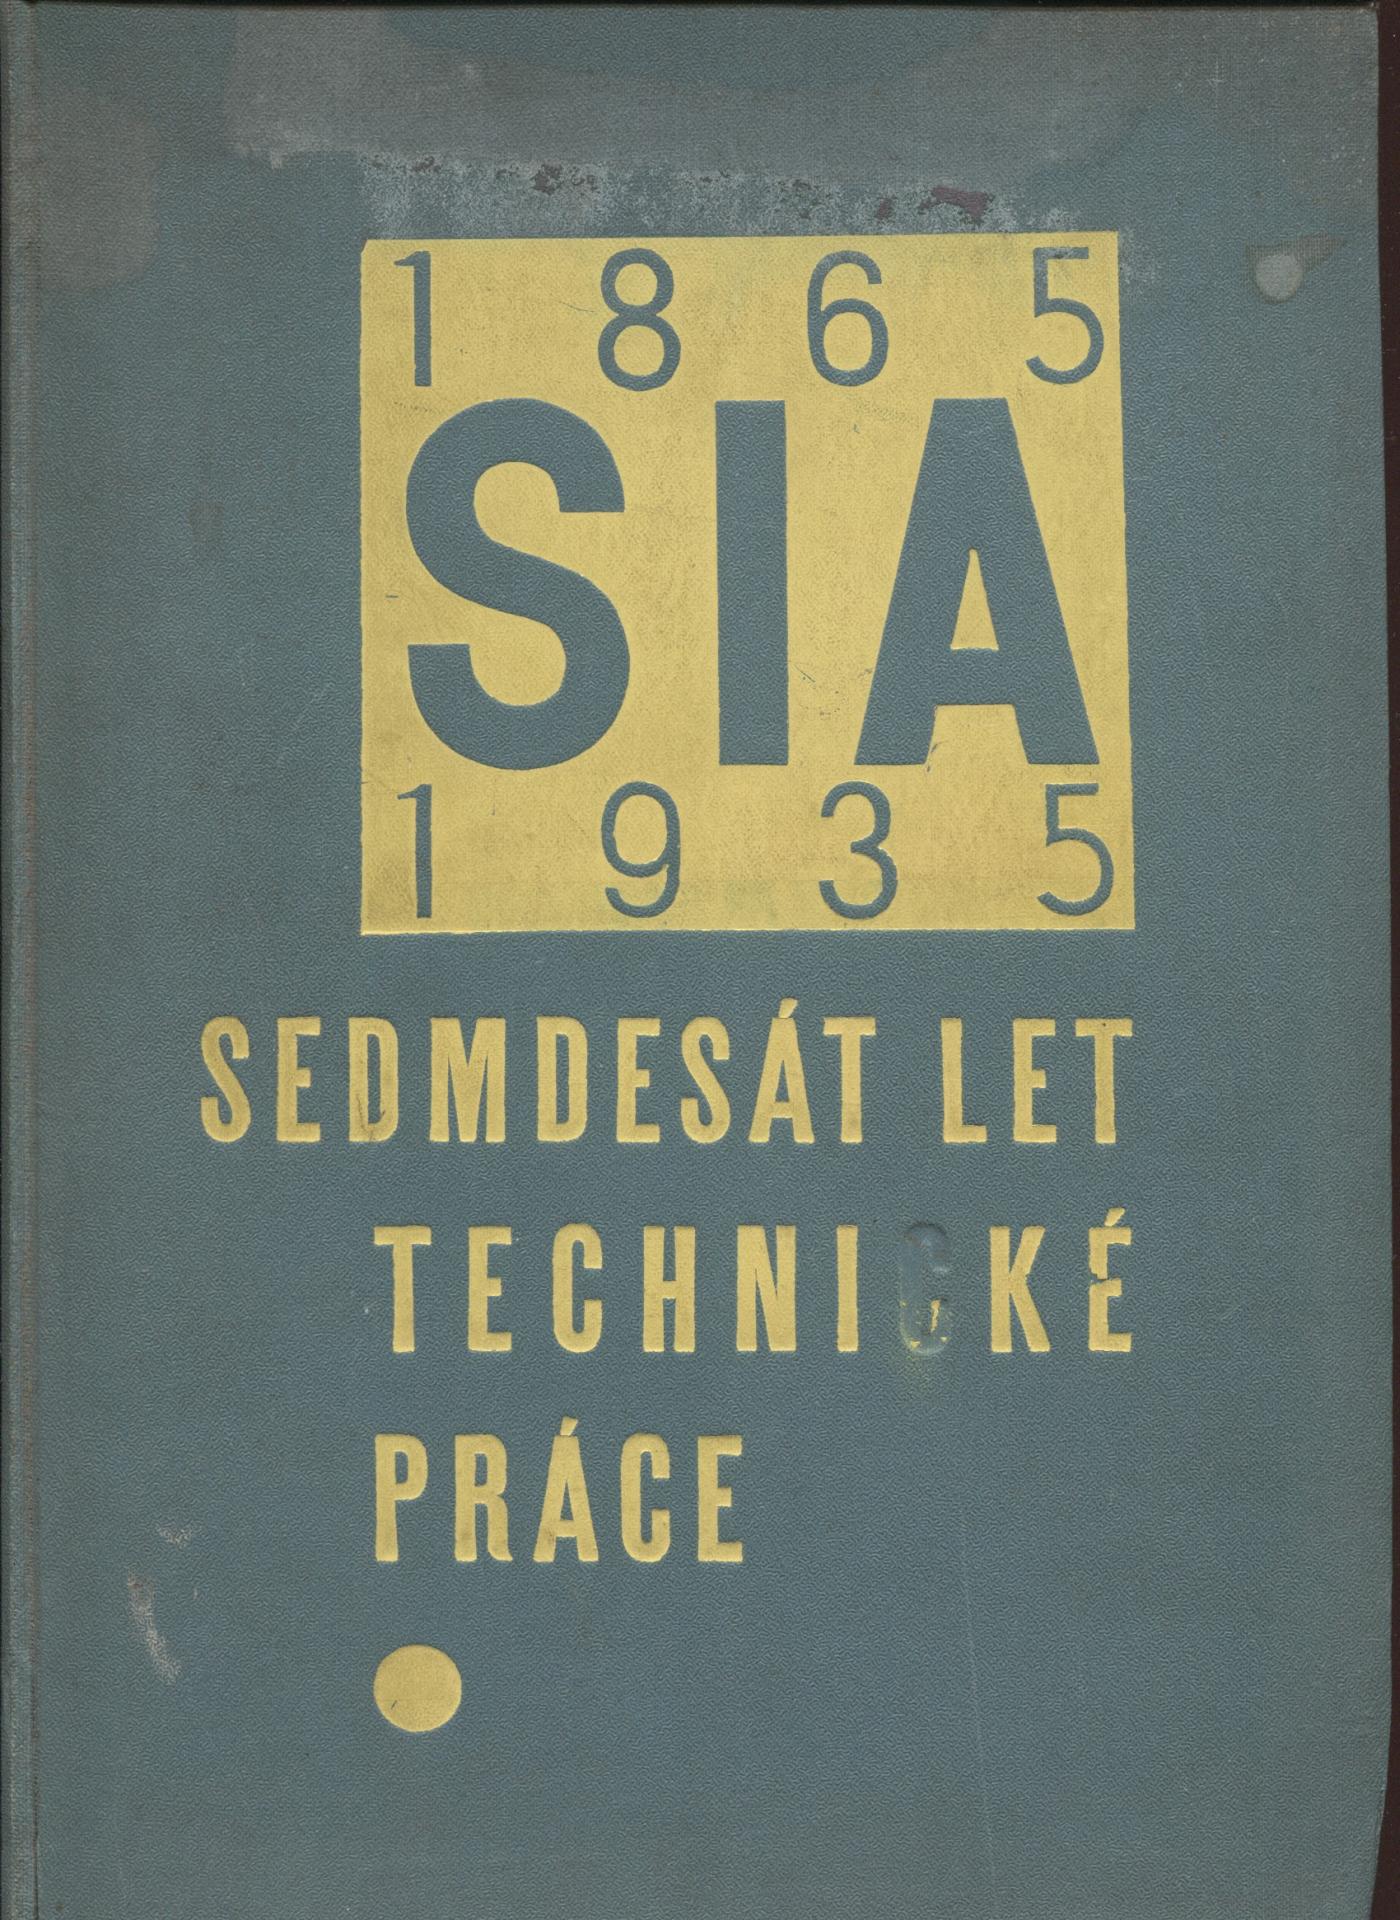 1865
SIA
1935
SEDMDESÁT LET
TECHNICKÉ
PRÁCE